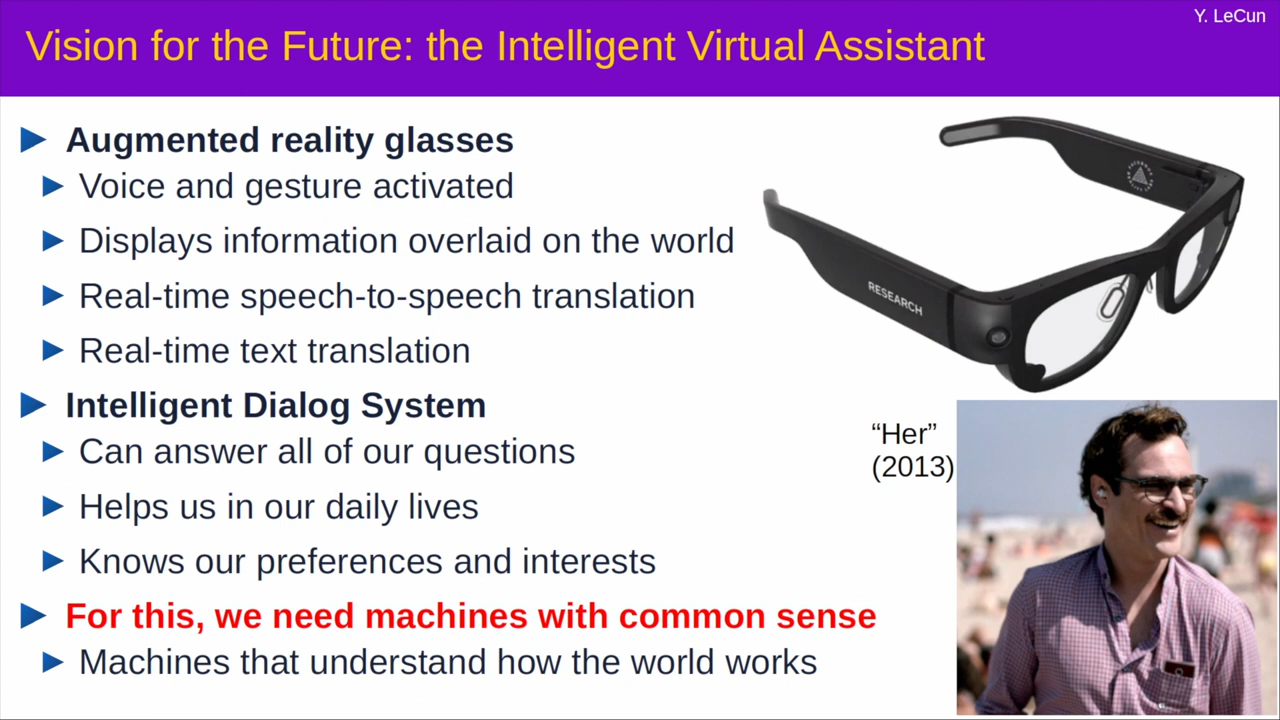 Y. LeCun
Vision for the Future: the Intelligent Virtual Assistant
Augmented reality glasses
Voice and gesture activated
Displays information overlaid on the world
Real-time speech-to-speech translation
Real-time text translation
Intelligent Dialog System
Can answer all of our questions
Helps us in our daily lives
Knows our preferences and interests
For this, we need machines with common sense
Machines that understand how the world works
RESEARCH
“Her”
(2013)